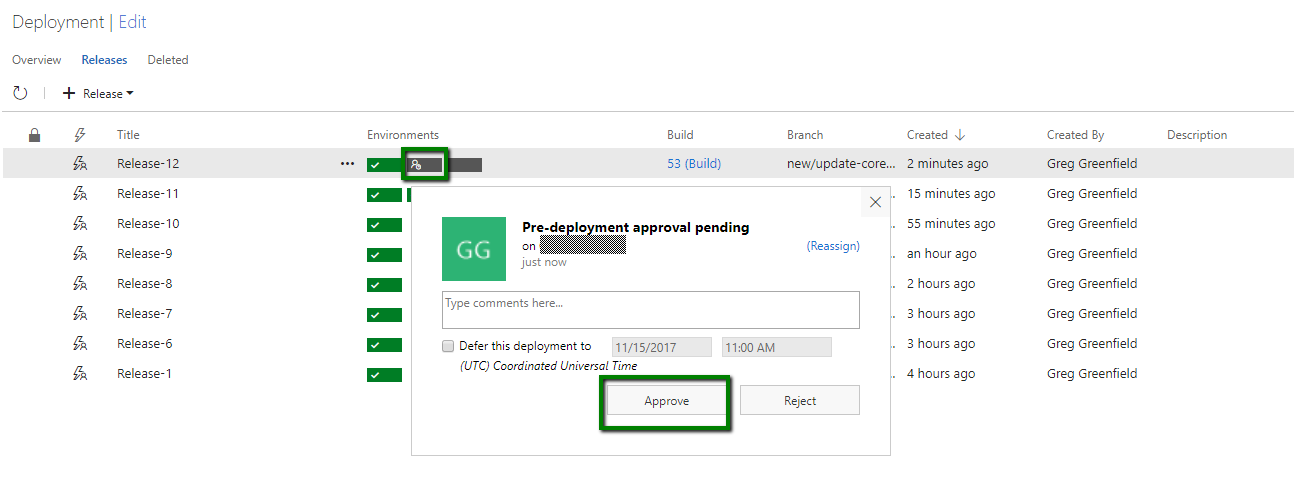 Deployment | Edit
Overview Releases Deleted
+ Release
Title Environments Build Branch Created ↓ Created By Description
Release-12 ... 53 (Build) new/update-core... 2 minutes ago Greg Greenfield
Release-11 .. 15 minutes ago Greg Greenfield
Release-10 .. 55 minutes ago Greg Greenfield
Release-9 .. an hour ago Greg Greenfield
Release-8 .. 2 hours ago Greg Greenfield
Release-7 .. 3 hours ago Greg Greenfield
Release-6 .. 3 hours ago Greg Greenfield
Release-1 .. 4 hours ago Greg Greenfield
GG
Pre-deployment approval pending
on
(Reassign)
just now
Type comments here...
Defer this deployment to 11/15/2017 11:00 AM
(UTC) Coordinated Universal Time
Approve Reject